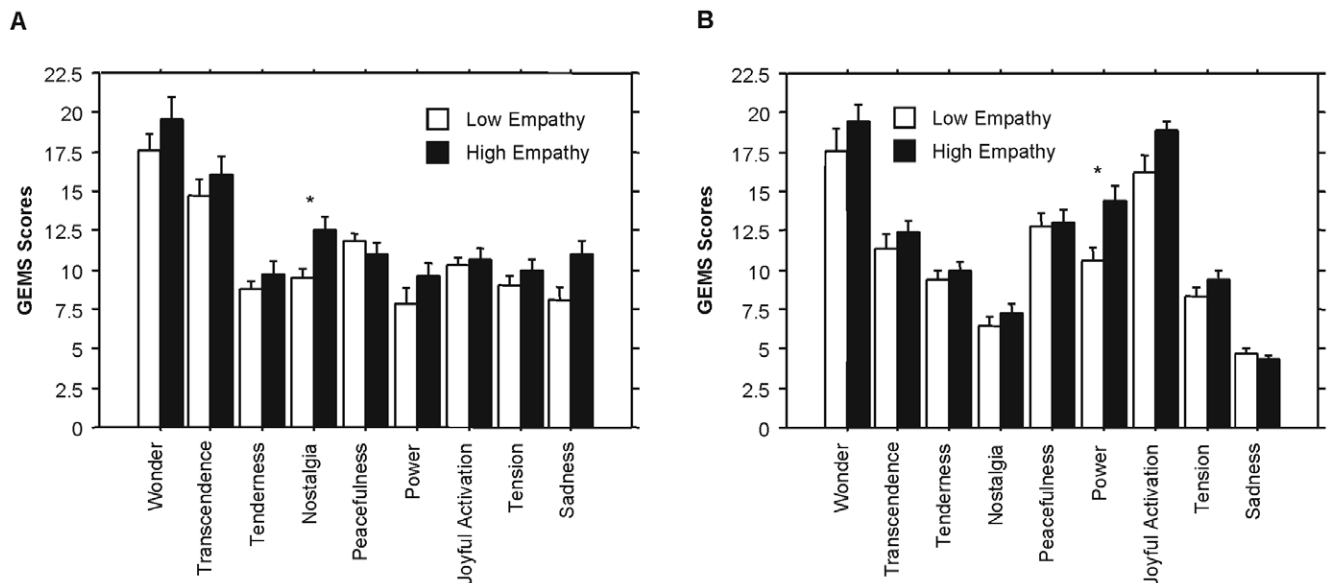 A
GEMS Scores
22.5
20
17.5
15
12.5
10
7.5
5
2.5
0
Low Empathy
High Empathy
*
Wonder
Transcendence
Tenderness
Nostalgia
Peacefulness
Power
Joyful Activation
Tension
Sadness
B
GEMS Scores
22.5
20
17.5
15
12.5
10
7.5
5
2.5
0
Low Empathy
High Empathy
*
Wonder
Transcendence
Tenderness
Nostalgia
Peacefulness
Power
Joyful Activation
Tension
Sadness